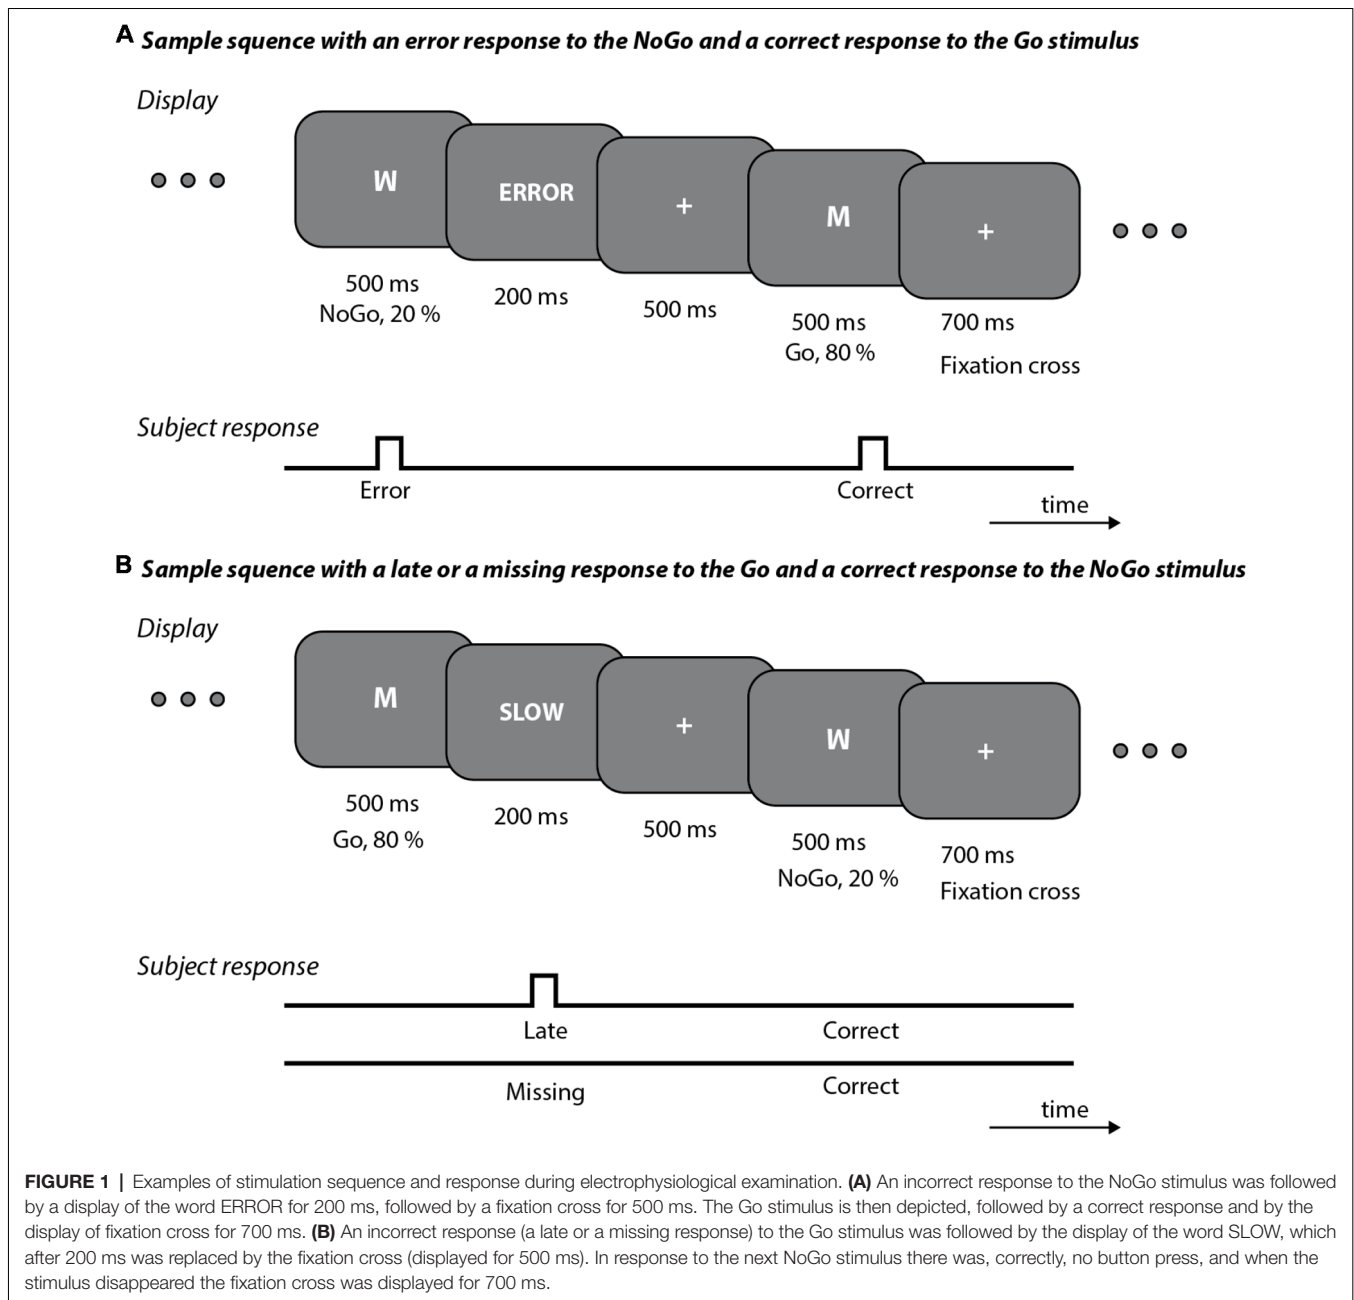 A Sample squence with an error response to the NoGo and a correct response to the Go stimulus
Display
W
ERROR
+
M
+
500 ms
NoGo, 20 %
200 ms
500 ms
500 ms
Go, 80 %
700 ms
Fixation cross
Subject response
Error
Correct
time
B Sample squence with a late or a missing response to the Go and a correct response to the NoGo stimulus
Display
M
SLOW
+
W
+
500 ms
Go, 80 %
200 ms
500 ms
500 ms
NoGo, 20 %
700 ms
Fixation cross
Subject response
Late
Correct
Missing
Correct
time
FIGURE 1 | Examples of stimulation sequence and response during electrophysiological examination. (A) An incorrect response to the NoGo stimulus was followed
by a display of the word ERROR for 200 ms, followed by a fixation cross for 500 ms. The Go stimulus is then depicted, followed by a correct response and by the
display of fixation cross for 700 ms. (B) An incorrect response (a late or a missing response) to the Go stimulus was followed by the display of the word SLOW, which
after 200 ms was replaced by the fixation cross (displayed for 500 ms). In response to the next NoGo stimulus there was, correctly, no button press, and when the
stimulus disappeared the fixation cross was displayed for 700 ms.